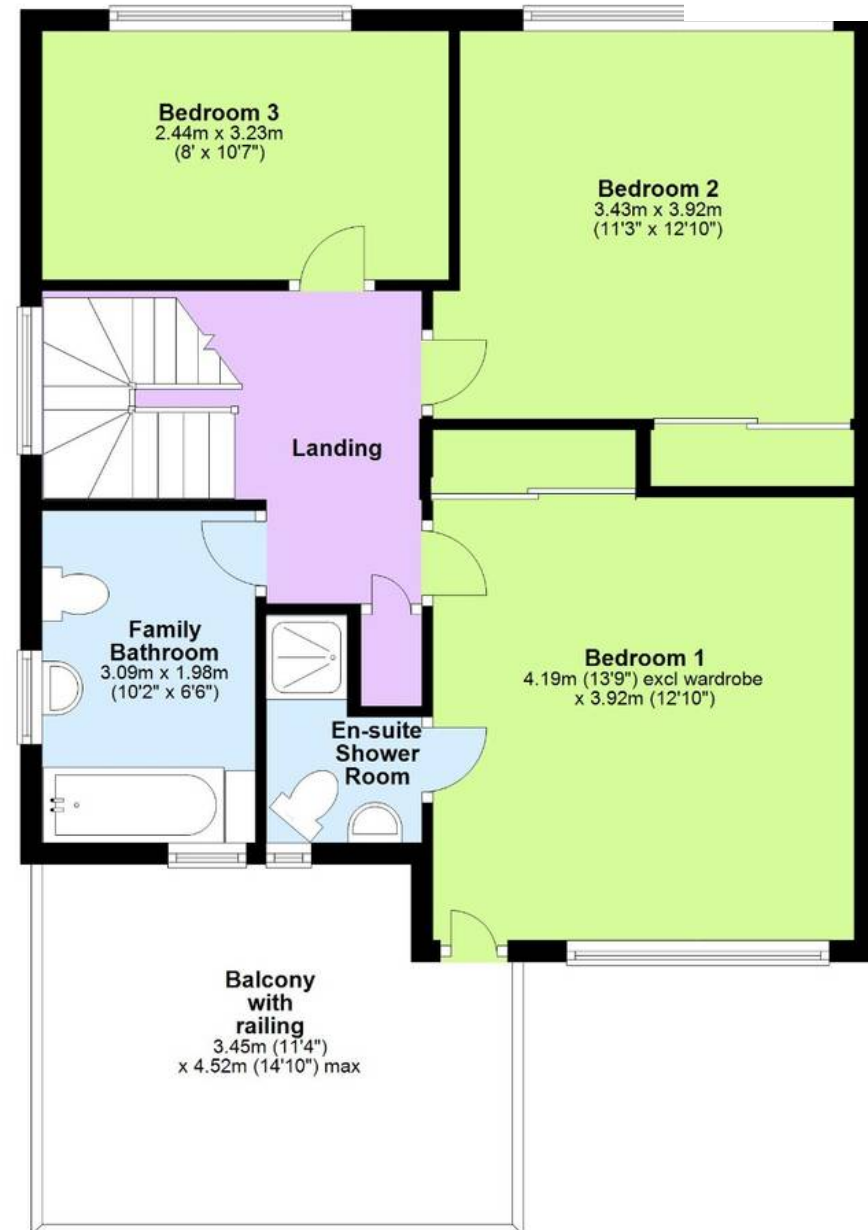 Bedroom 3
2.44m x 3.23m
(8' x 10'7")
Bedroom 2
3.43m x 3.92m
(11'3" x 12'10")
Landing
Family
Bathroom
3.09m x 1.98m
(10'2" x 6'6")
Bedroom 1
4.19m (13'9") excl wardrobe
x 3.92m (12'10")
En-suite
Shower
Room
Balcony
with
railing
3.45m (11'4")
x 4.52m (14'10") max